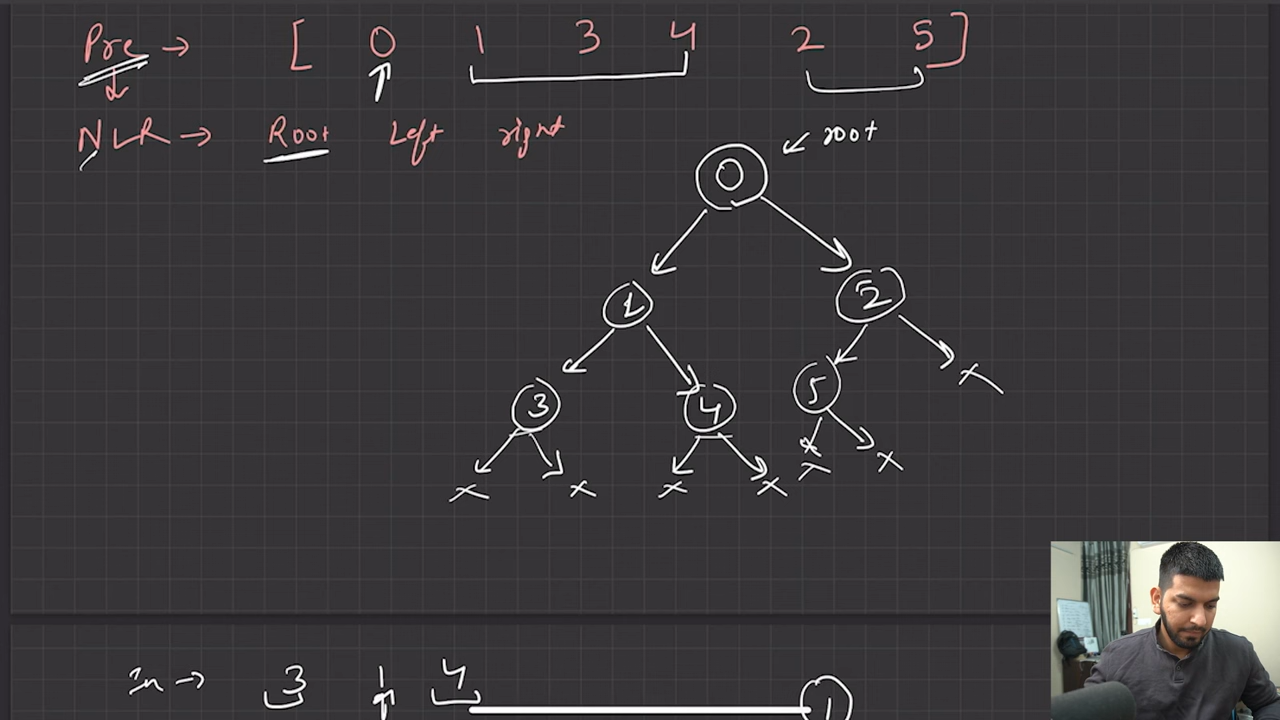 Pre → [ 0 1 3 4 2 5 ]
NLR → Root Left right
← root
0
1 2
3 4 5
x
x x x x x x
In → 3 1 4
1